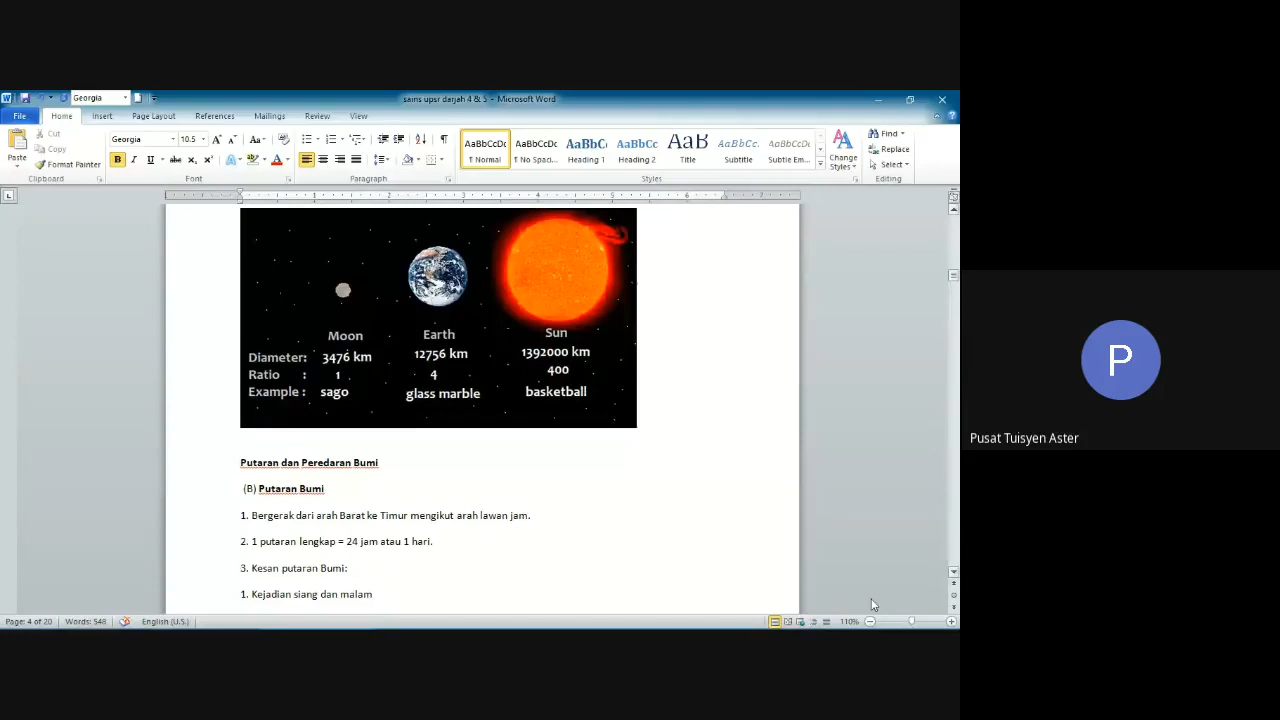 Georgia
sains upsr darjah 4 & 5 - Microsoft Word
File Home Insert Page Layout References Mailings Review View
Paste
Cut
Copy
Format Painter
Clipboard
Georgia 10.5
Font
Paragraph
AaBbCcDc AaBbCcDc AaBbC AaBbCc AaB AaBbCc. AaBbCcDc
¶ Normal ¶ No Spac... Heading 1 Heading 2 Title Subtitle Subtle Em...
Change Styles
Styles
Find
Replace
Select
Editing
Moon Earth Sun
Diameter: 3476 km 12756 km 1392000 km
Ratio : 1 4 400
Example : sago glass marble basketball
Putaran dan Peredaran Bumi
(B) Putaran Bumi
1. Bergerak dari arah Barat ke Timur mengikut arah lawan jam.
2. 1 putaran lengkap = 24 jam atau 1 hari.
3. Kesan putaran Bumi:
1. Kejadian siang dan malam
Page: 4 of 20 Words: 548 English (U.S.) 110%
P
Pusat Tuisyen Aster